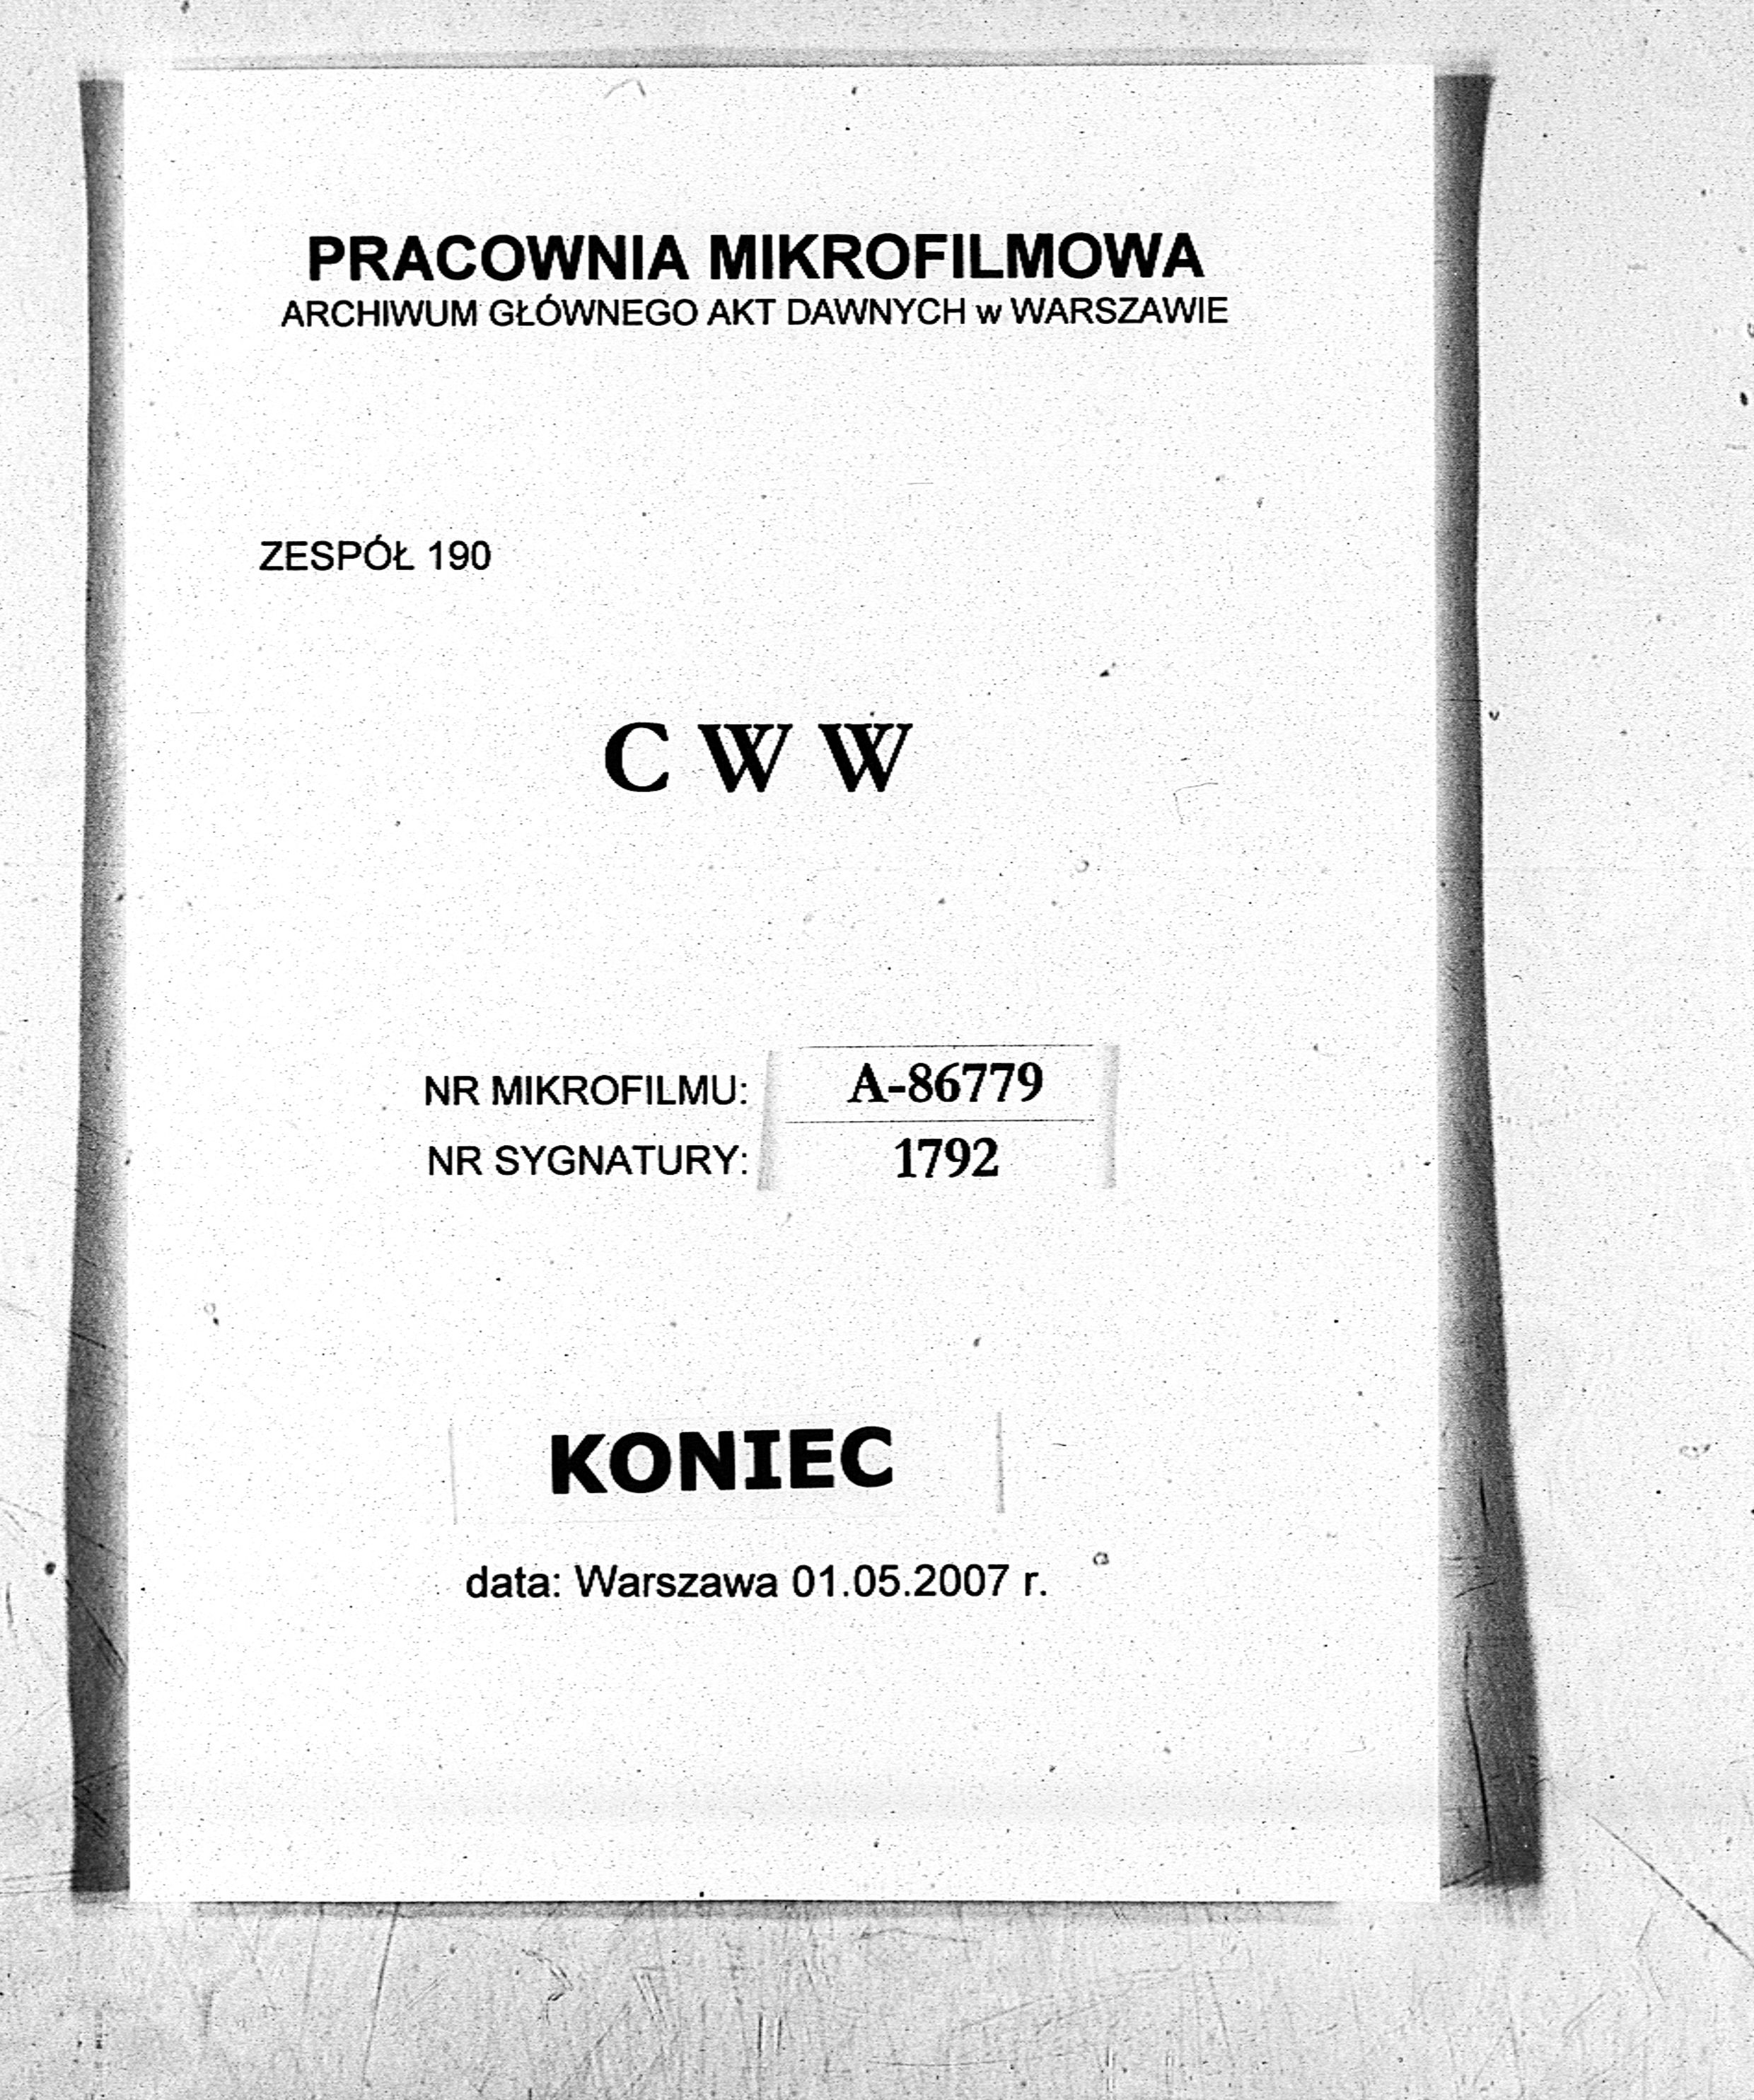 PRACOWNIA MIKROFILMOWA
ARCHIWUM GŁÓWNEGO AKT DAWNYCH w WARSZAWIE
ZESPÓŁ 190
C W W
NR MIKROFILMU: A-86779
NR SYGNATURY: 1792
KONIEC
data: Warszawa 01.05.2007 r.